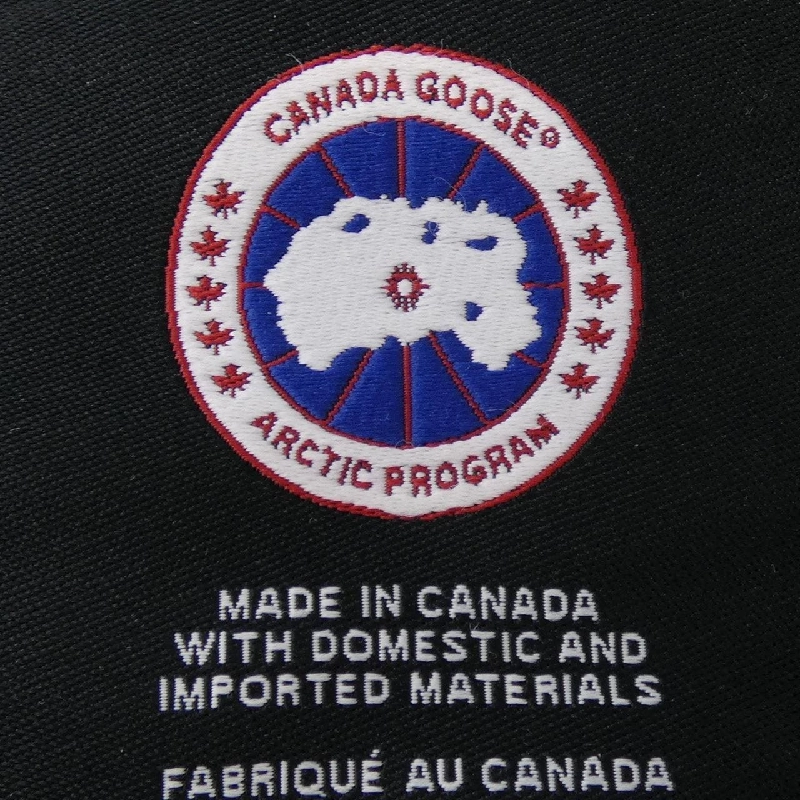 CANADA GOOSE®
ARCTIC PROGRAM
MADE IN CANADA
WITH DOMESTIC AND
IMPORTED MATERIALS
FABRIQUÉ AU CANADA